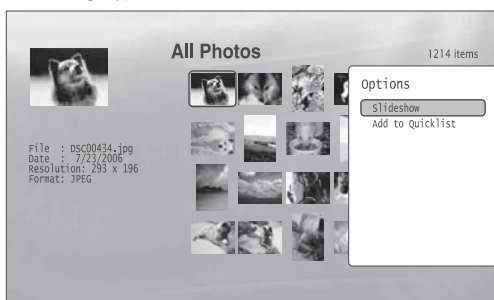 All Photos
1214 items
File : DSC00434.jpg
Date : 7/23/2006
Resolution: 293 x 196
Format: JPEG
Options
Slideshow
Add to Quicklist